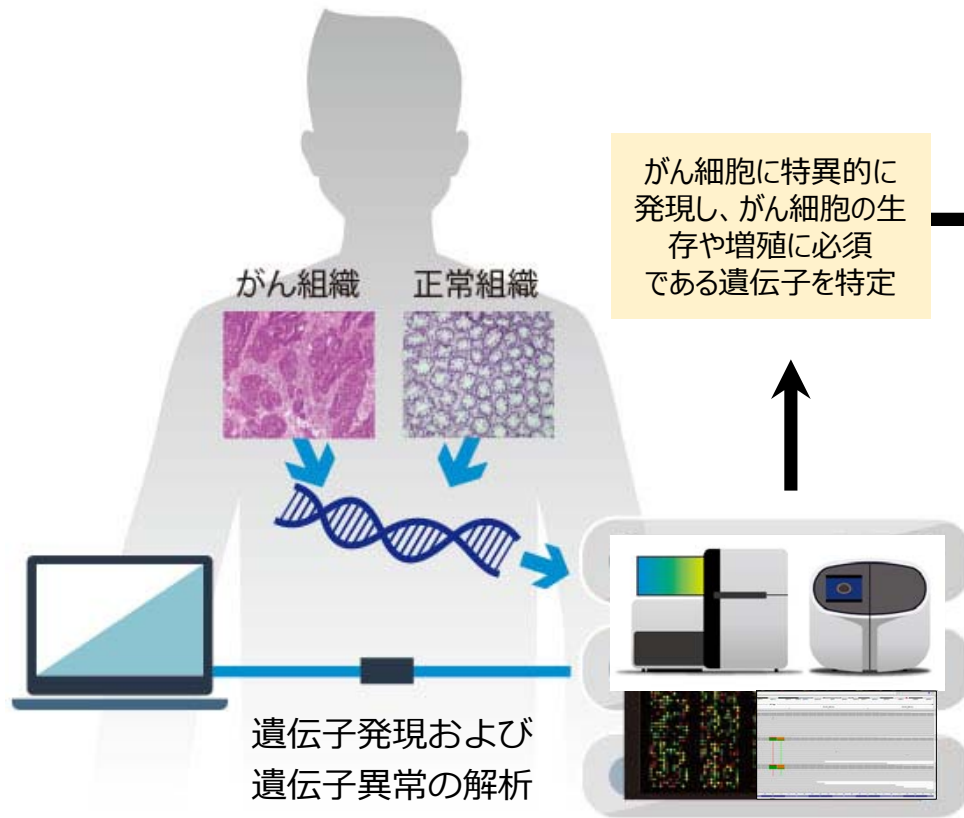 がん細胞に特異的に
発現し、がん細胞の生
存や増殖に必須
である遺伝子を特定
がん組織
正常組織
遺伝子発現および
遺伝子異常の解析